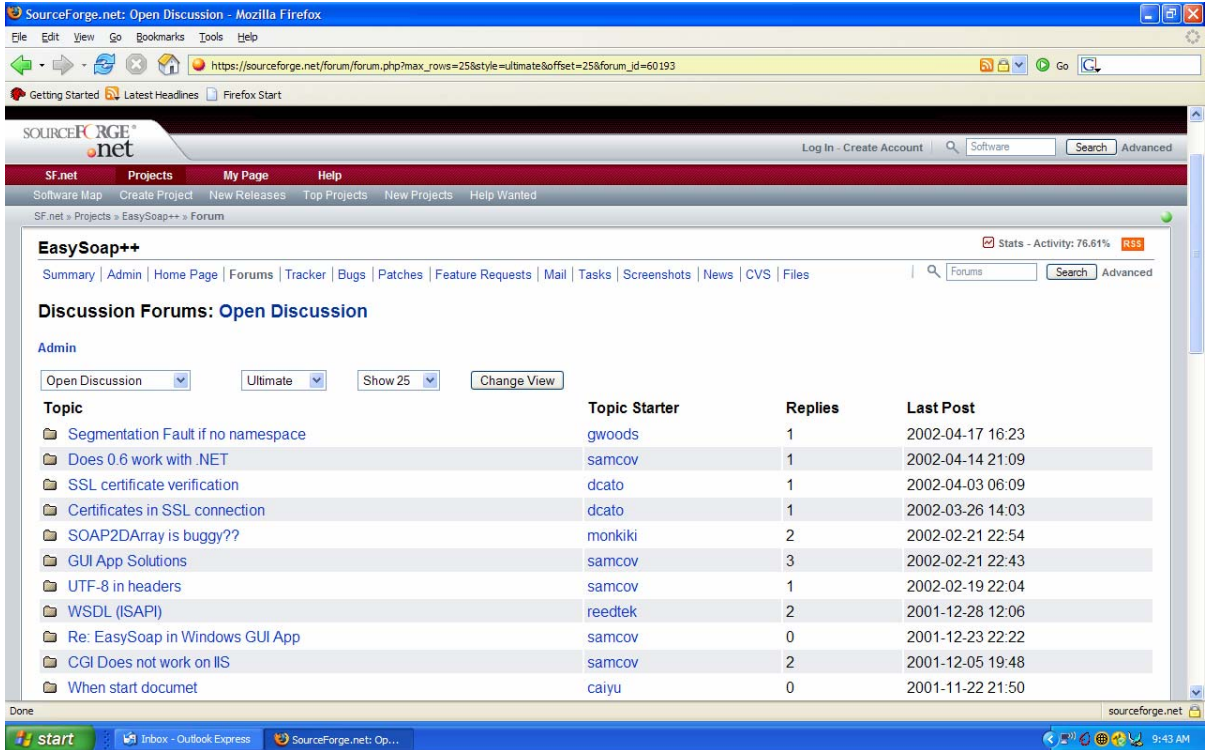 SourceForge.net: Open Discussion - Mozilla Firefox
File Edit View Go Bookmarks Tools Help
https://sourceforge.net/forum/forum.php?max_rows=25&style=ultimate&offset=25&forum_id=60193 Go G
Getting Started Latest Headlines Firefox Start
SOURCEFORGE®
.net
Log In - Create Account Software Search Advanced
SF.net Projects My Page Help
Software Map Create Project New Releases Top Projects New Projects Help Wanted
SF.net » Projects » EasySoap++ » Forum
EasySoap++ Stats - Activity: 76.61% RSS
Summary | Admin | Home Page | Forums | Tracker | Bugs | Patches | Feature Requests | Mail | Tasks | Screenshots | News | CVS | Files | Forums Search Advanced
Discussion Forums: Open Discussion
Admin
Open Discussion Ultimate Show 25 Change View
Topic Topic Starter Replies Last Post
Segmentation Fault if no namespace gwoods 1 2002-04-17 16:23
Does 0.6 work with .NET samcov 1 2002-04-14 21:09
SSL certificate verification dcato 1 2002-04-03 06:09
Certificates in SSL connection dcato 1 2002-03-26 14:03
SOAP2DArray is buggy?? monkiki 2 2002-02-21 22:54
GUI App Solutions samcov 3 2002-02-21 22:43
UTF-8 in headers samcov 1 2002-02-19 22:04
WSDL (ISAPI) reedtek 2 2001-12-28 12:06
Re: EasySoap in Windows GUI App samcov 0 2001-12-23 22:22
CGI Does not work on IIS samcov 2 2001-12-05 19:48
When start documet caiyu 0 2001-11-22 21:50
Done sourceforge.net
start Inbox - Outlook Express SourceForge.net: Op... 9:43 AM